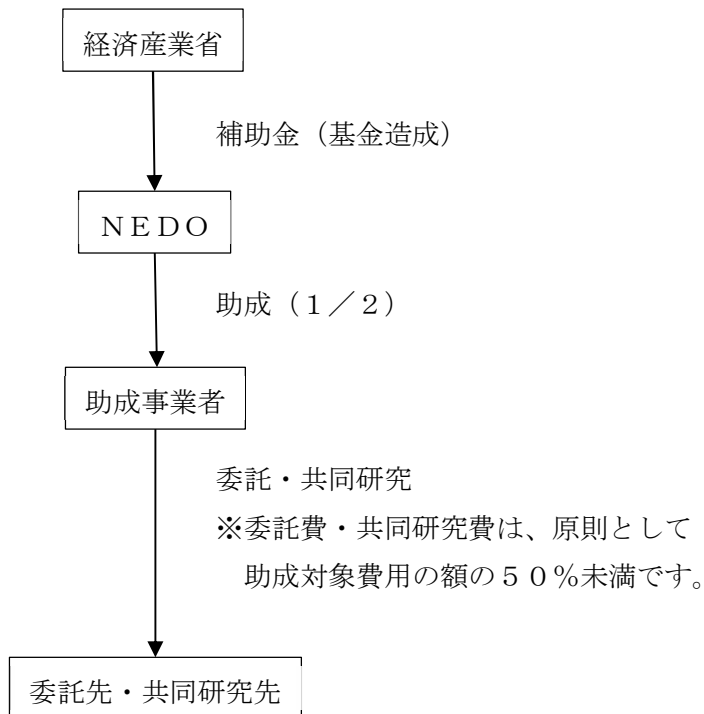 経済産業省
補助金（基金造成）
ＮＥＤＯ
助成（１／２）
助成事業者
委託・共同研究
※委託費・共同研究費は、原則として
助成対象費用の額の５０％未満です。
委託先・共同研究先